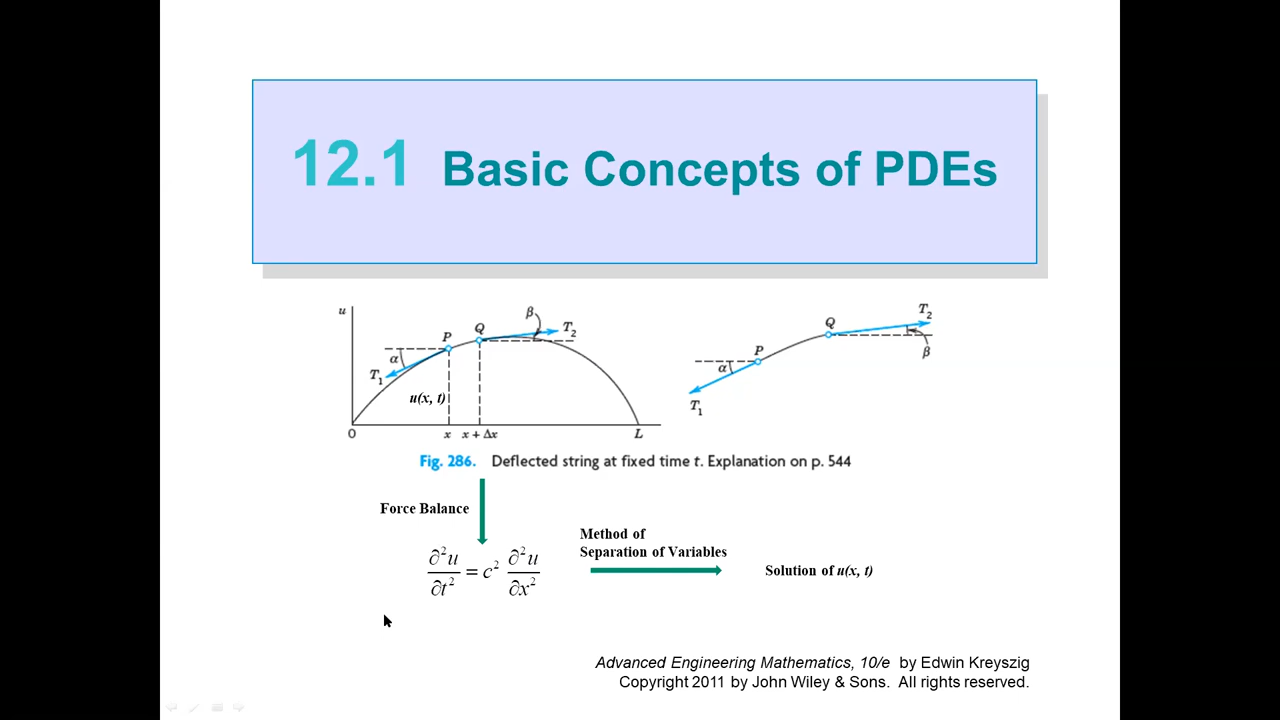 12.1 Basic Concepts of PDEs
u
P
Q
β
T₂
α
T₁
u(x, t)
0
x
x + Δx
L
T₂
Q
β
P
α
T₁
Fig. 286. Deflected string at fixed time t. Explanation on p. 544
Force Balance
∂²u/∂t² = c² ∂²u/∂x²
Method of
Separation of Variables
Solution of u(x, t)
Advanced Engineering Mathematics, 10/e by Edwin Kreyszig
Copyright 2011 by John Wiley & Sons. All rights reserved.